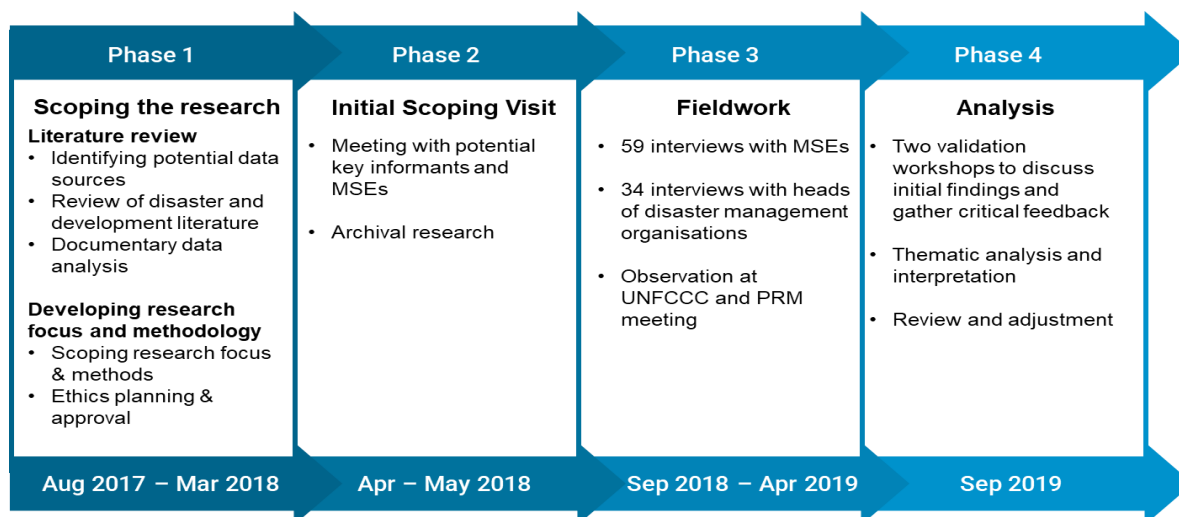 Phase 1
Scoping the research
Literature review
• Identifying potential data
sources
• Review of disaster and
development literature
• Documentary data
analysis
Developing research
focus and methodology
• Scoping research focus
& methods
• Ethics planning &
approval
Aug 2017 – Mar 2018
Phase 2
Initial Scoping Visit
• Meeting with potential
key informants and
MSEs
• Archival research
Apr – May 2018
Phase 3
Fieldwork
• 59 interviews with MSEs
• 34 interviews with heads
of disaster management
organisations
• Observation at
UNFCCC and PRM
meeting
Sep 2018 – Apr 2019
Phase 4
Analysis
• Two validation
workshops to discuss
initial findings and
gather critical feedback
• Thematic analysis and
interpretation
• Review and adjustment
Sep 2019